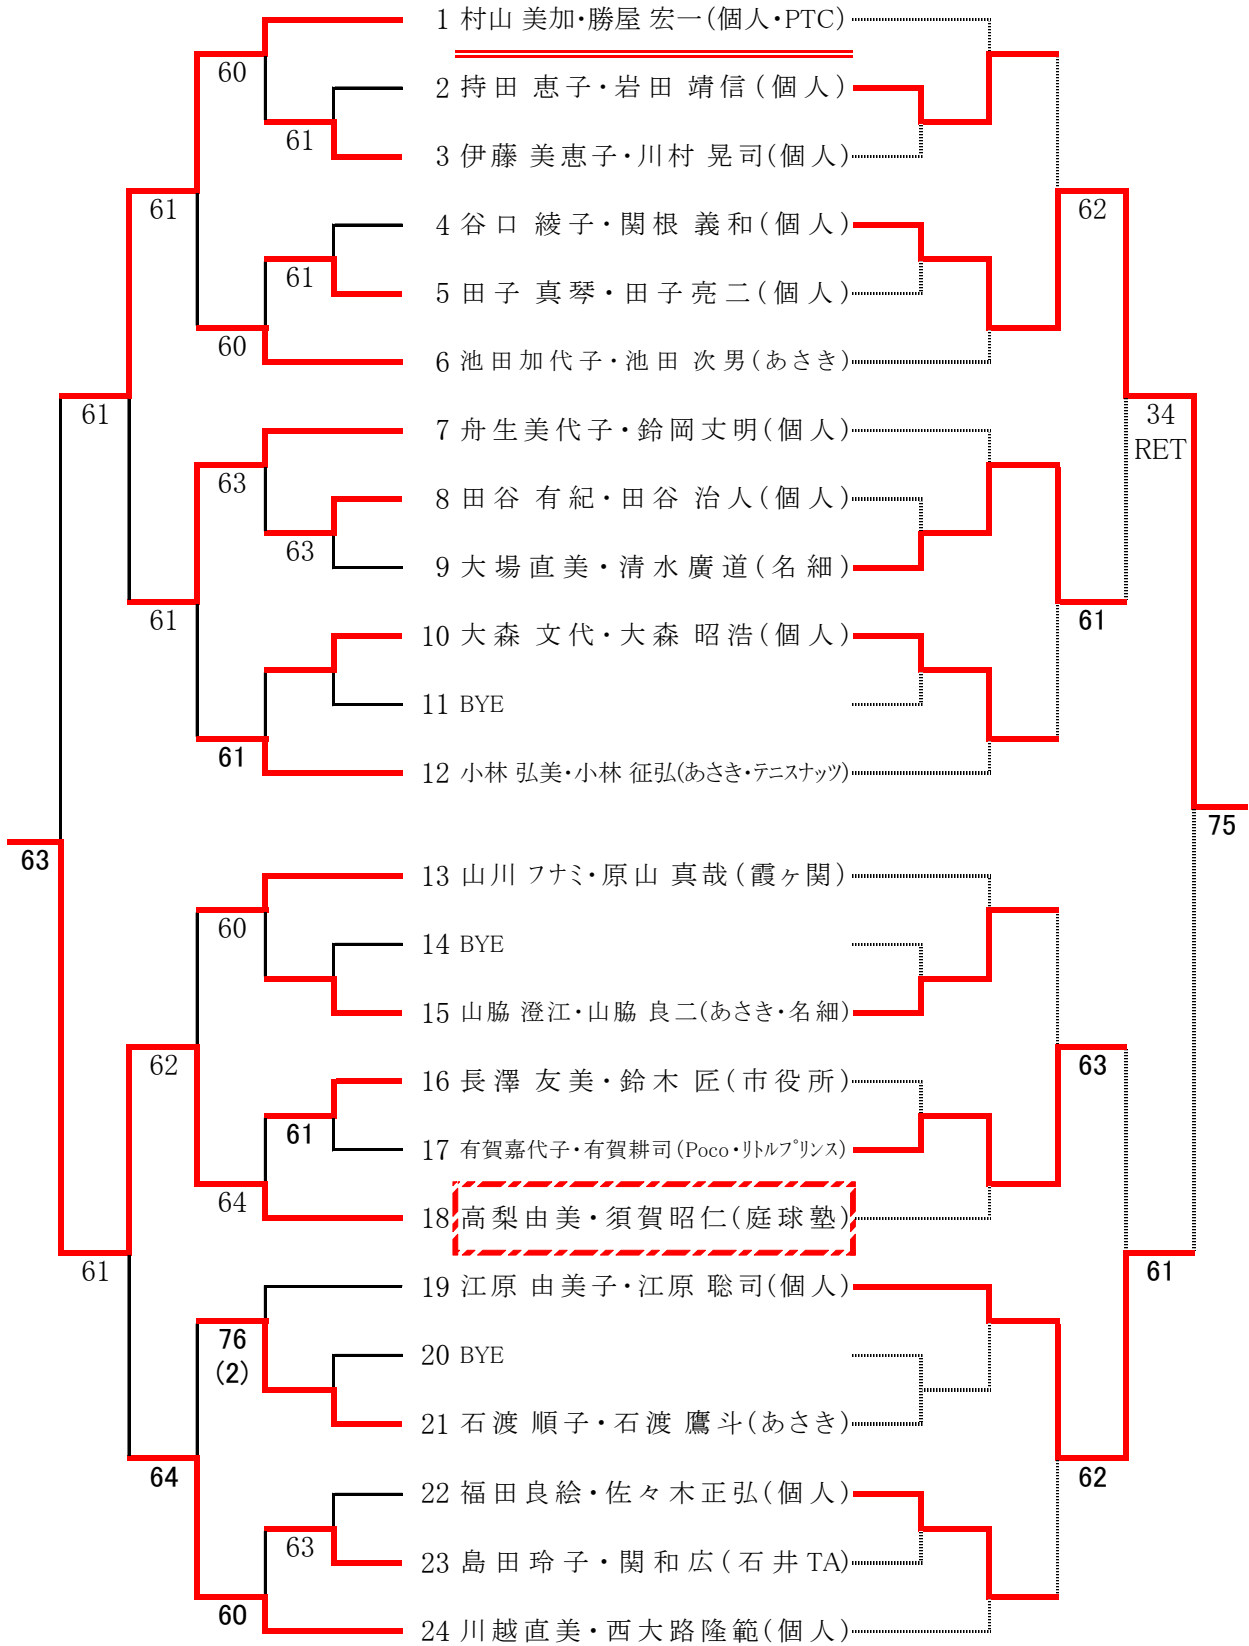 1 村山 美加・勝屋 宏一(個人・PTC)
60
2 持田 恵子・岩田 靖信(個人)
61
3 伊藤 美恵子・川村 晃司(個人)
61
62
4 谷口 綾子・関根 義和(個人)
61
5 田子 真琴・田子亮二(個人)
60
6 池田加代子・池田 次男(あさき)
61
34
RET
7 舟生美代子・鈴岡丈明(個人)
63
8 田谷 有紀・田谷 治人(個人)
63
9 大場直美・清水廣道(名細)
61
61
10 大森 文代・大森 昭浩(個人)
11 BYE
61
12 小林 弘美・小林 征弘(あさき・テニスナッツ)
75
63
13 山川 フナミ・原山 真哉(霞ヶ関)
60
14 BYE
15 山脇 澄江・山脇 良二(あさき・名細)
62
63
16 長澤 友美・鈴木 匠(市役所)
61
17 有賀嘉代子・有賀耕司(Poco・リトルプリンス)
64
18 高梨由美・須賀昭仁(庭球塾)
61
61
19 江原 由美子・江原 聡司(個人)
76
(2)
20 BYE
21 石渡 順子・石渡 鷹斗(あさき)
64
62
22 福田良絵・佐々木正弘(個人)
63
23 島田玲子・関和広(石井TA)
60
24 川越直美・西大路隆範(個人)